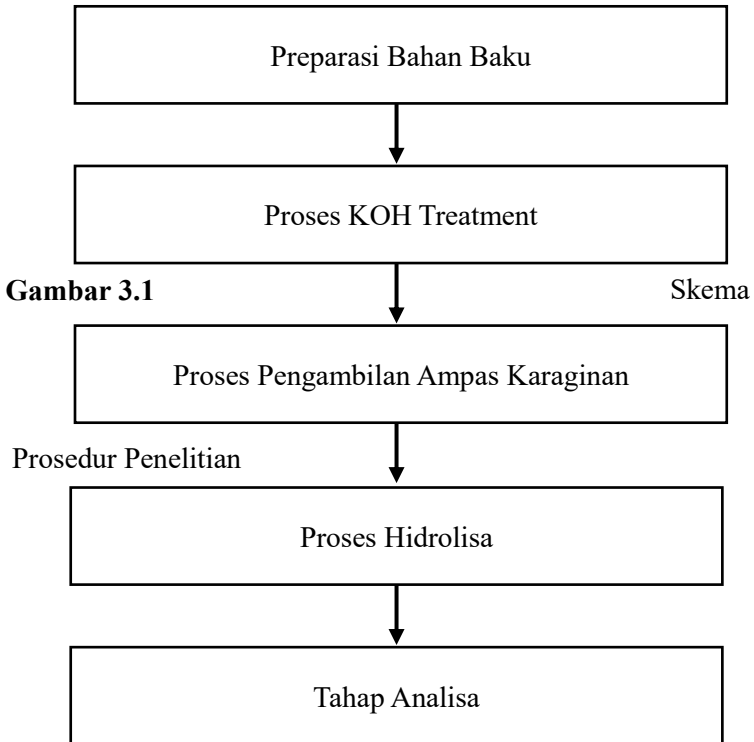 Preparasi Bahan Baku
Proses KOH Treatment
Gambar 3.1 Skema
Proses Pengambilan Ampas Karaginan
Prosedur Penelitian
Proses Hidrolisa
Tahap Analisa